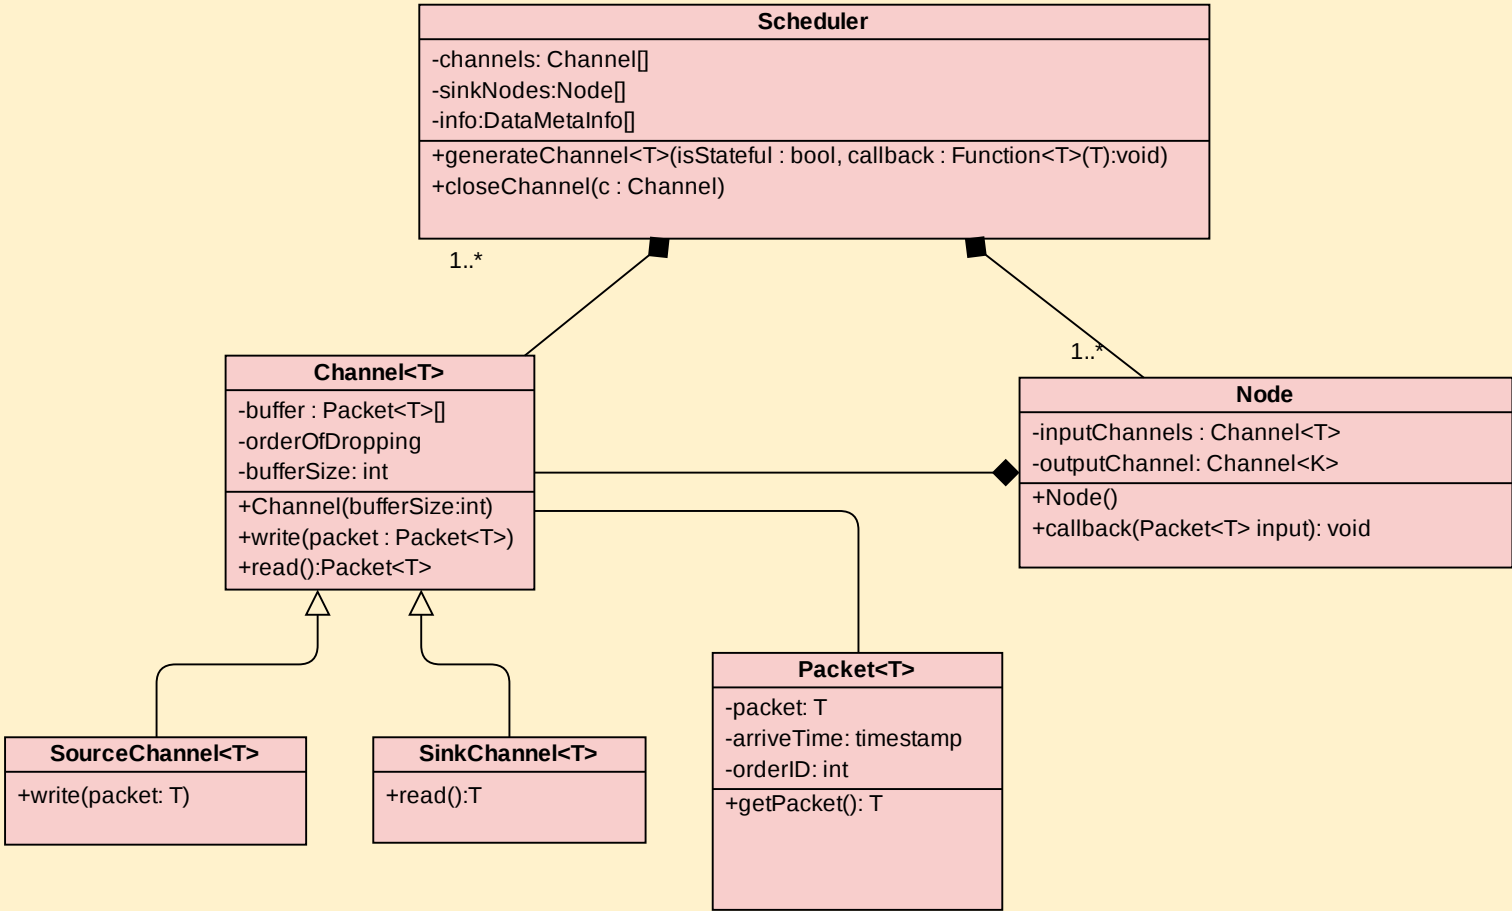 Scheduler
-channels: Channel[]
-sinkNodes:Node[]
-info:DataMetaInfo[]
+generateChannel<T>(isStateful : bool, callback : Function<T>(T):void)
+closeChannel(c : Channel)
1..*
1..*
Channel<T>
-buffer : Packet<T>[]
-orderOfDropping
-bufferSize: int
+Channel(bufferSize:int)
+write(packet : Packet<T>)
+read():Packet<T>
Node
-inputChannels : Channel<T>
-outputChannel: Channel<K>
+Node()
+callback(Packet<T> input): void
SourceChannel<T>
+write(packet: T)
SinkChannel<T>
+read():T
Packet<T>
-packet: T
-arriveTime: timestamp
-orderID: int
+getPacket(): T